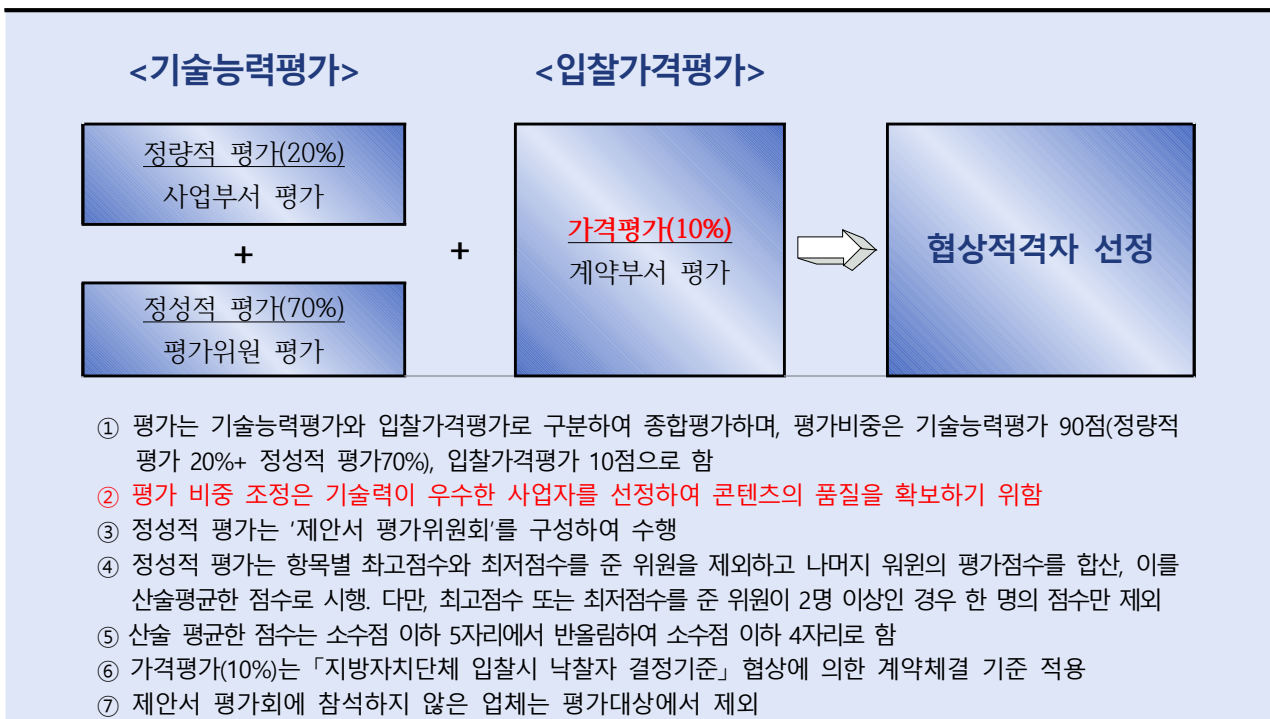 <기술능력평가>
<입찰가격평가>
정량적 평가(20%)
사업부서 평가
+
정성적 평가(70%)
평가위원 평가
+
가격평가(10%)
계약부서 평가
협상적격자 선정
① 평가는 기술능력평가와 입찰가격평가로 구분하여 종합평가하며, 평가비중은 기술능력평가 90점(정량적
평가 20%+ 정성적 평가70%), 입찰가격평가 10점으로 함
② 평가 비중 조정은 기술력이 우수한 사업자를 선정하여 콘텐츠의 품질을 확보하기 위함
③ 정성적 평가는 ‘제안서 평가위원회’를 구성하여 수행
④ 정성적 평가는 항목별 촤고점수와 최저점수를 준 위원을 제외하고 나머지 워원의 평가점수를 합산, 이를
산술평균한 점수로 시행. 다만, 최고점수 또는 최저점수를 준 위원이 2명 이상인 경우 한 명의 점수만 제외
⑤ 산술 평균한 점수는 소수점 이하 5자리에서 반올림하여 소수점 이하 4자리로 함
⑥ 가격평가(10%)는 「지방자치단체 입찰시 낙찰자 결정기준」 협상에 의한 계약체결 기준 적용
⑦ 제안서 평가회에 참석하지 않은 업체는 평가대상에서 제외